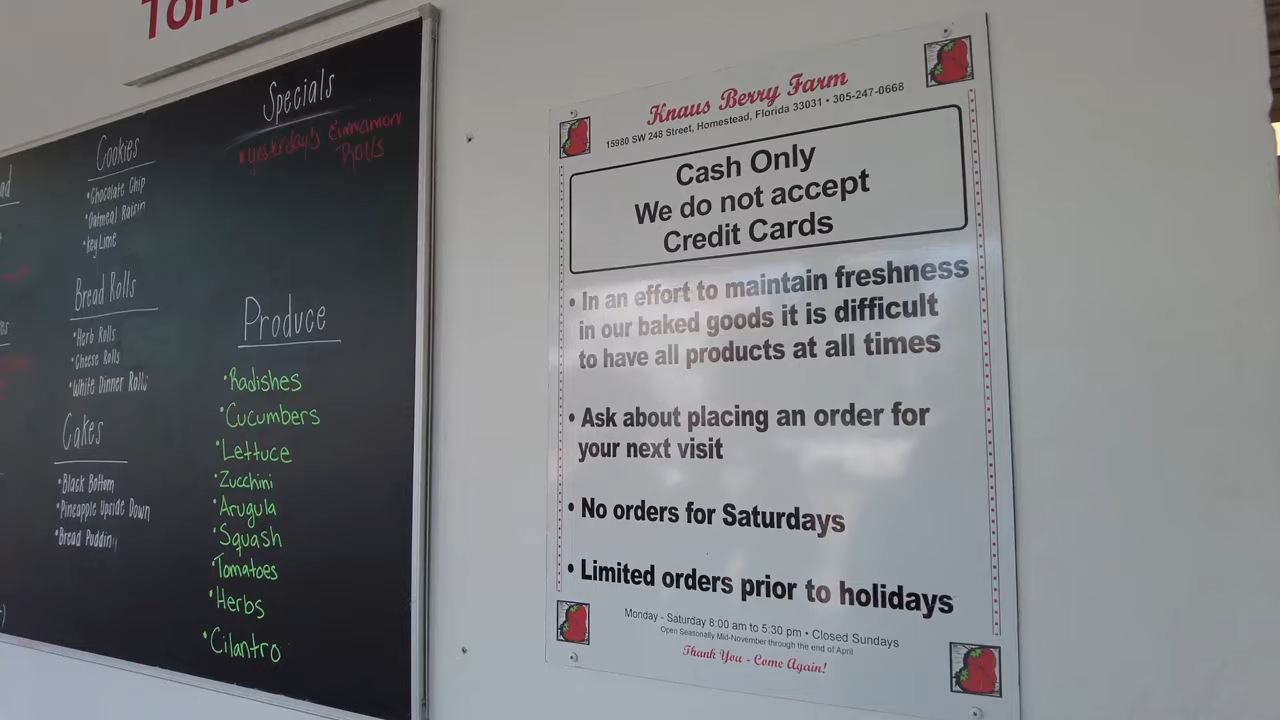 Specials
•Yesterday's Cinnamon
Rolls
Cookies
•Chocolate Chip
•Oatmeal Raisin
•Key Lime
Bread Rolls
•Herb Rolls
•Cheese Rolls
•White Dinner Rolls
Cakes
•Black Bottom
•Pineapple Upside Down
•Bread Pudding
Produce
•Radishes
•Cucumbers
•Lettuce
•Zucchini
•Arugula
•Squash
•Tomatoes
•Herbs
•Cilantro
Knaus Berry Farm
15980 SW 248 Street, Homestead, Florida 33031 • 305-247-0668
Cash Only
We do not accept
Credit Cards
• In an effort to maintain freshness
in our baked goods it is difficult
to have all products at all times
• Ask about placing an order for
your next visit
• No orders for Saturdays
• Limited orders prior to holidays
Monday - Saturday 8:00 am to 5:30 pm • Closed Sundays
Open Seasonally Mid-November through the end of April
Thank You - Come Again!